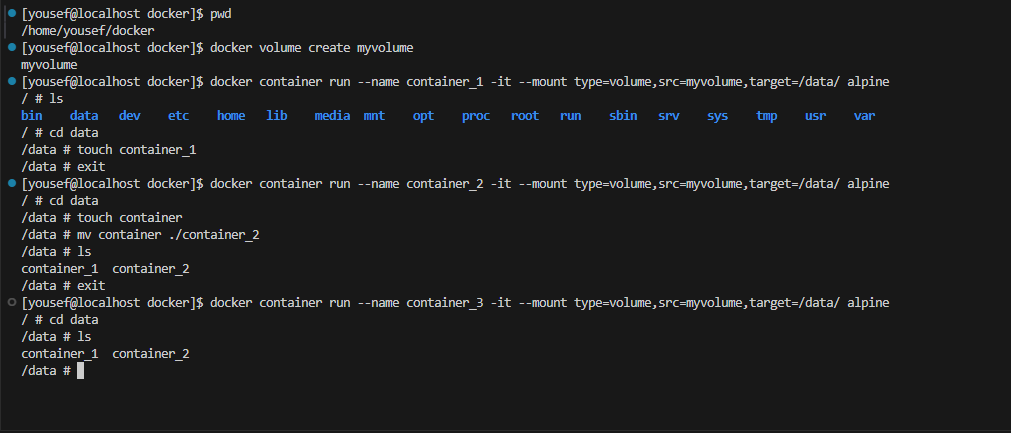 [yousef@localhost docker]$ pwd
/home/yousef/docker
[yousef@localhost docker]$ docker volume create myvolume
myvolume
[yousef@localhost docker]$ docker container run --name container_1 -it --mount type=volume,src=myvolume,target=/data/ alpine
/ # ls
bin    data   dev    etc    home   lib    media  mnt    opt    proc   root   run    sbin   srv    sys    tmp    usr    var
/ # cd data
/data # touch container_1
/data # exit
[yousef@localhost docker]$ docker container run --name container_2 -it --mount type=volume,src=myvolume,target=/data/ alpine
/ # cd data
/data # touch container
/data # mv container ./container_2
/data # ls
container_1  container_2
/data # exit
[yousef@localhost docker]$ docker container run --name container_3 -it --mount type=volume,src=myvolume,target=/data/ alpine
/ # cd data
/data # ls
container_1  container_2
/data #